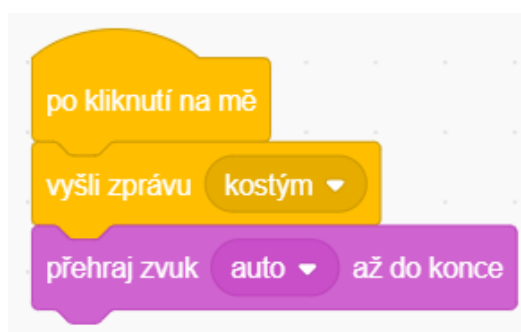 po kliknutí na mě
vyšli zprávu kostým
přehraj zvuk auto až do konce